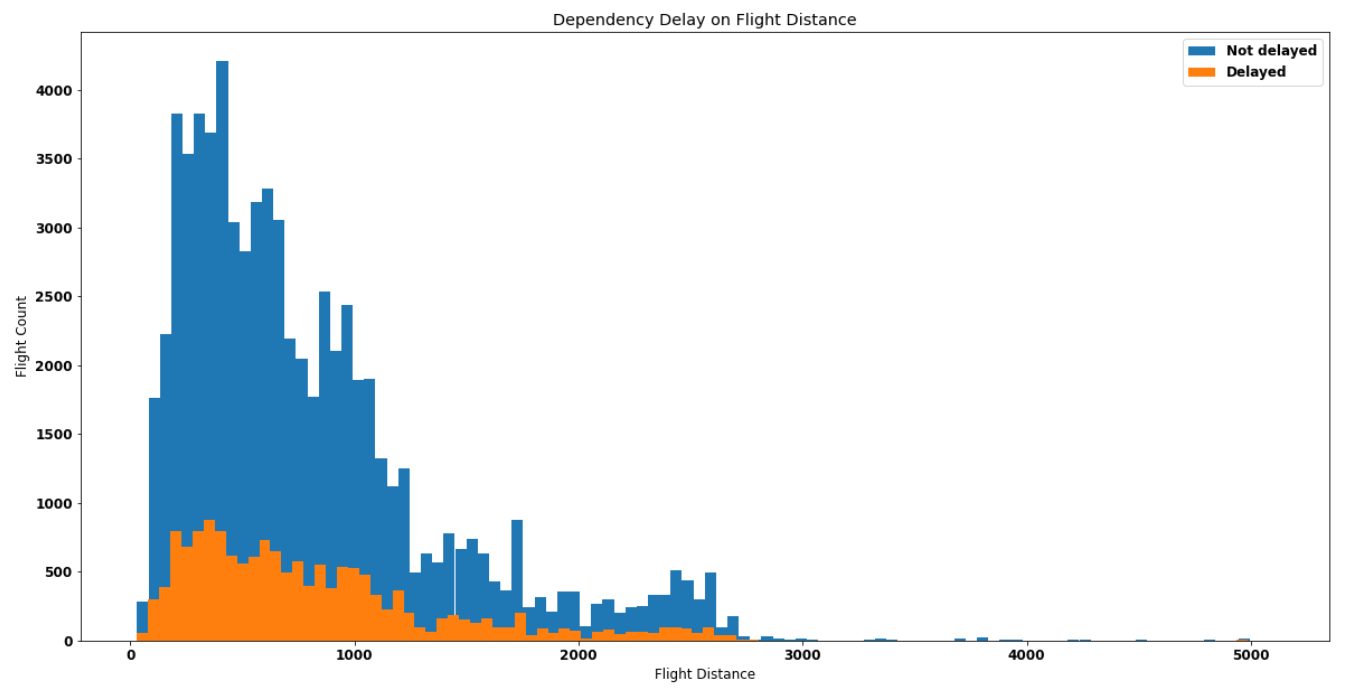 Dependency Delay on Flight Distance
Not delayed
Delayed
4000
3500
3000
2500
2000
1500
1000
500
0
Flight Count
0 1000 2000 3000 4000 5000
Flight Distance